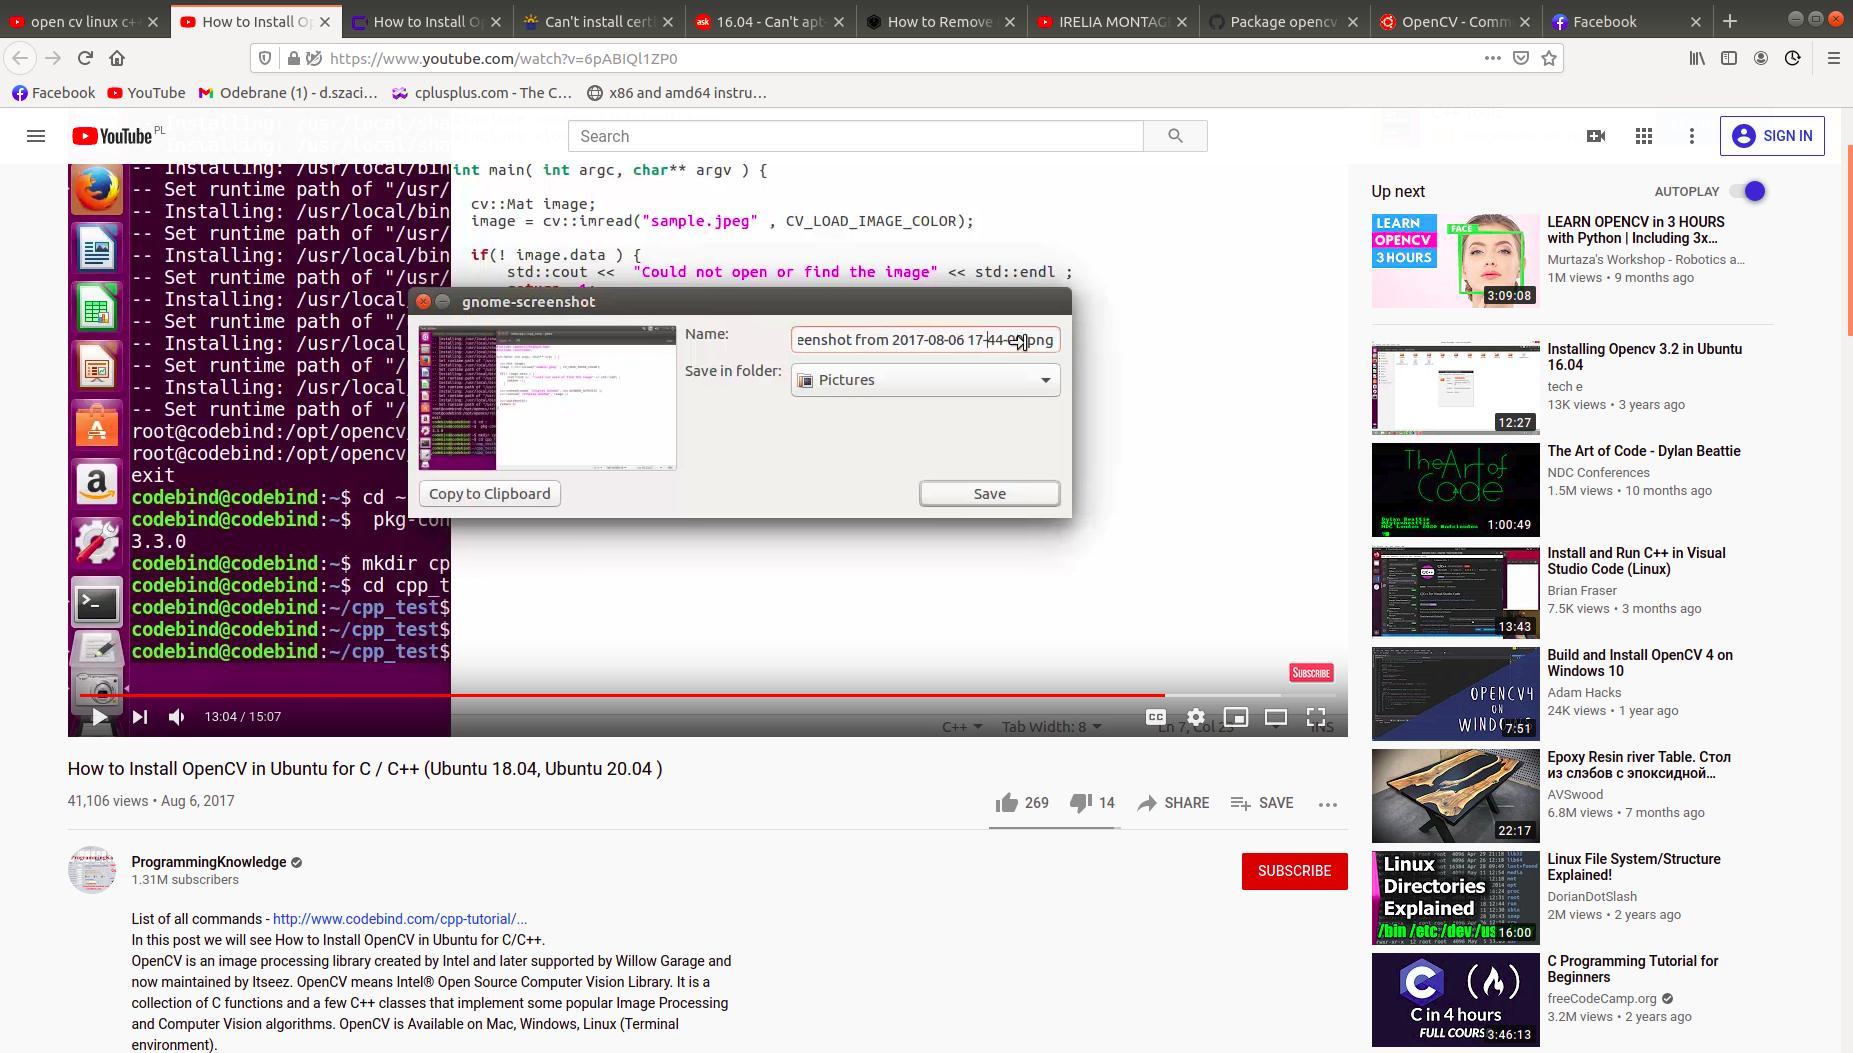 open cv linux c++
How to Install Op
How to Install O
Can't install cert
16.04 - Can't apt-
How to Remove
IRELIA MONTAG
Package opencv
OpenCV - Comm
Facebook
https://www.youtube.com/watch?v=6pABIQl1ZP0
Facebook
YouTube
Odebrane (1) - d.szaci...
cplusplus.com - The C...
x86 and amd64 instru...
YouTube PL
Search
SIGN IN
-- Installing: /usr/local/sha
-- Installing: /usr/local/bin
-- Set runtime path of "/usr/
-- Installing: /usr/local/bin
-- Set runtime path of "/usr/
-- Installing: /usr/local/bin
-- Set runtime path of "/usr/
-- Installing: /usr/local
-- Set runtime path of "
-- Installing: /usr/local
-- Set runtime path of "
-- Installing: /usr/local
-- Set runtime path of "
root@codebind:/opt/opencv
root@codebind:/opt/opencv
exit
codebind@codebind:~$ cd ~
codebind@codebind:~$ pkg-con
3.3.0
codebind@codebind:~$ mkdir cp
codebind@codebind:~$ cd cpp_t
codebind@codebind:~/cpp_test$
codebind@codebind:~/cpp_test$
codebind@codebind:~/cpp_test$
int main( int argc, char** argv ) {
cv::Mat image;
image = cv::imread("sample.jpeg" , CV_LOAD_IMAGE_COLOR);
if(! image.data ) {
std::cout << "Could not open or find the image" << std::endl ;
gnome-screenshot
Name:
eenshot from 2017-08-06 17-44-0 .png
Save in folder:
Pictures
Copy to Clipboard
Save
SUBSCRIBE
13:04 / 15:07
CC
C++
Tab Width: 8
Ln 7, Col 23
INS
How to Install OpenCV in Ubuntu for C / C++ (Ubuntu 18.04, Ubuntu 20.04 )
41,106 views • Aug 6, 2017
269
14
SHARE
SAVE
ProgrammingKnowledge
1.31M subscribers
SUBSCRIBE
List of all commands - http://www.codebind.com/cpp-tutorial/...
In this post we will see How to Install OpenCV in Ubuntu for C/C++.
OpenCV is an image processing library created by Intel and later supported by Willow Garage and
now maintained by Itseez. OpenCV means Intel® Open Source Computer Vision Library. It is a
collection of C functions and a few C++ classes that implement some popular Image Processing
and Computer Vision algorithms. OpenCV is Available on Mac, Windows, Linux (Terminal
environment).
Up next
AUTOPLAY
LEARN
OPENCV
3 HOURS
FACE
3:09:08
LEARN OPENCV in 3 HOURS
with Python | Including 3x...
Murtaza's Workshop - Robotics a...
1M views • 9 months ago
12:27
Installing Opencv 3.2 in Ubuntu
16.04
tech e
13K views • 3 years ago
The Art of
Code
Dylan Beattie
1:00:49
The Art of Code - Dylan Beattie
NDC Conferences
1.5M views • 10 months ago
13:43
Install and Run C++ in Visual
Studio Code (Linux)
Brian Fraser
7.5K views • 3 months ago
OPENCV4
ON
WINDOWS
7:51
Build and Install OpenCV 4 on
Windows 10
Adam Hacks
24K views • 1 year ago
22:17
Epoxy Resin river Table. Стол
из слэбов с эпоксидной...
AVSwood
6.8M views • 7 months ago
Linux
Directories
Explained
/bin /etc /dev /us
16:00
Linux File System/Structure
Explained!
DorianDotSlash
2M views • 2 years ago
C
C in 4 hours
FULL COURS
3:46:13
C Programming Tutorial for
Beginners
freeCodeCamp.org
3.2M views • 2 years ago